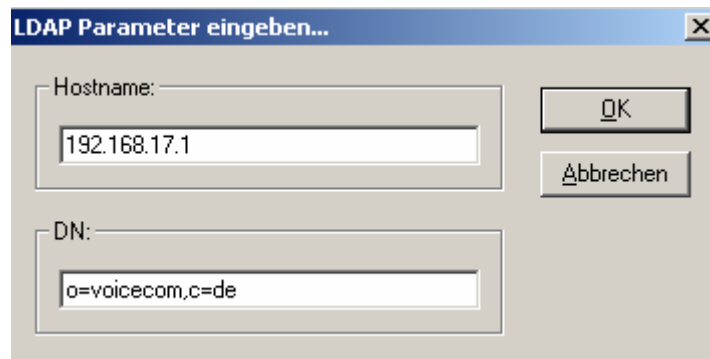 LDAP Parameter eingeben...
Hostname:
192.168.17.1
OK
Abbrechen
DN:
o=voicecom,c=de